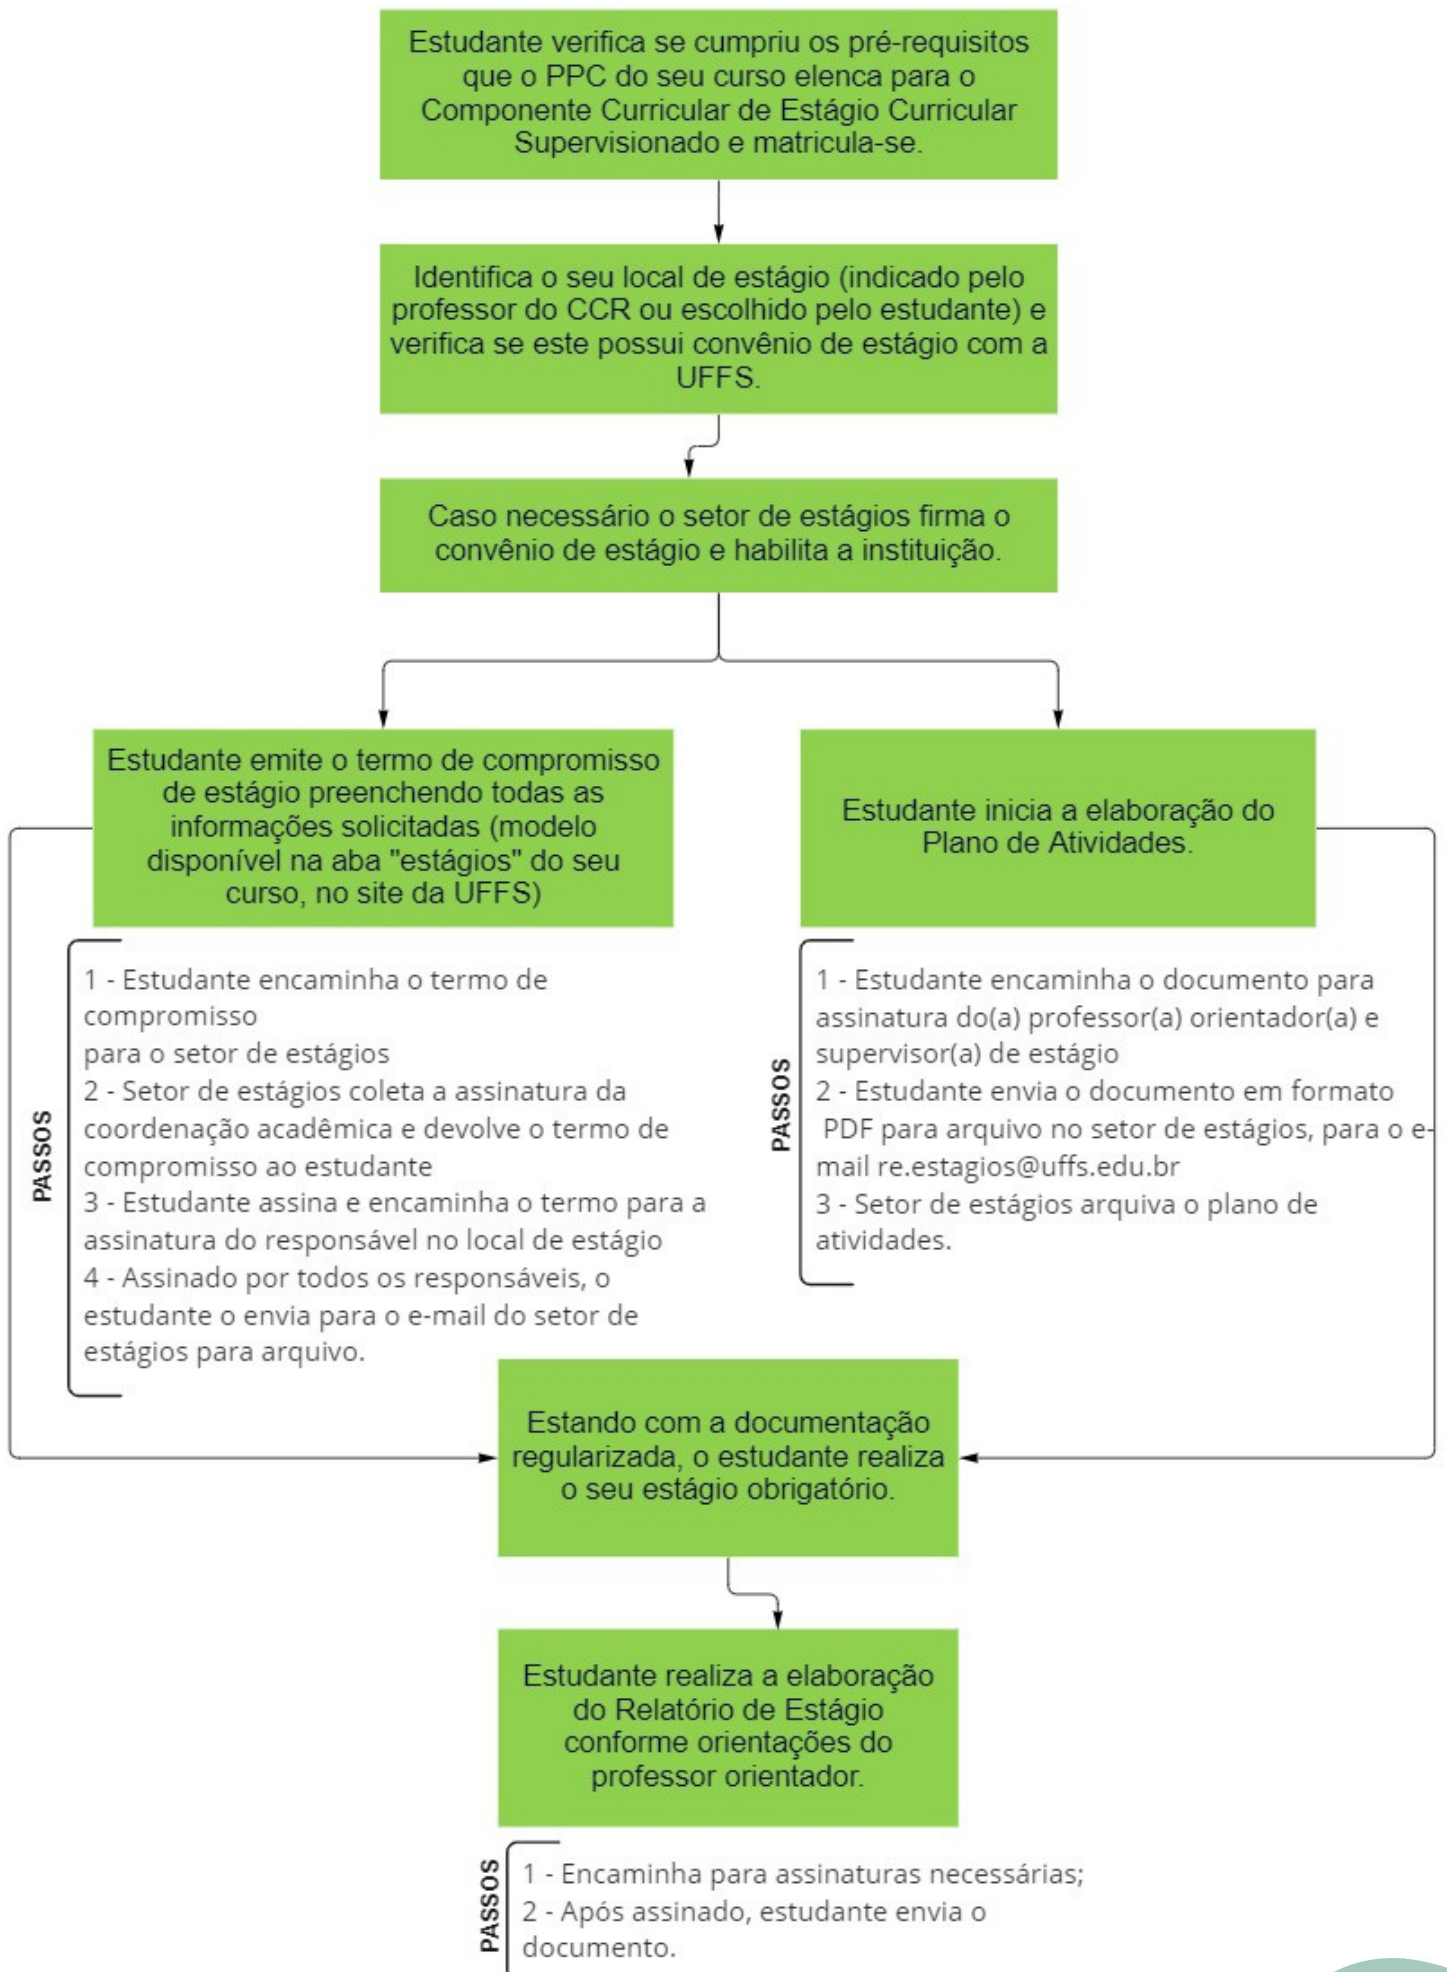 Estudante verifica se cumpriu os pré-requisitos
que o PPC do seu curso elenca para o
Componente Curricular de Estágio Curricular
Supervisionado e matricula-se.
Identifica o seu local de estágio (indicado pelo
professor do CCR ou escolhido pelo estudante) e
verifica se este possui convênio de estágio com a
UFFS.
Caso necessário o setor de estágios firma o
convênio de estágio e habilita a instituição.
Estudante emite o termo de compromisso
de estágio preenchendo todas as
informações solicitadas (modelo
disponível na aba "estágios" do seu
curso, no site da UFFS)
PASSOS
1 - Estudante encaminha o termo de
compromisso
para o setor de estágios
2 - Setor de estágios coleta a assinatura da
coordenação acadêmica e devolve o termo de
compromisso ao estudante
3 - Estudante assina e encaminha o termo para a
assinatura do responsável no local de estágio
4 - Assinado por todos os responsáveis, o
estudante o envia para o e-mail do setor de
estágios para arquivo.
Estudante inicia a elaboração do
Plano de Atividades.
PASSOS
1 - Estudante encaminha o documento para
assinatura do(a) professor(a) orientador(a) e
supervisor(a) de estágio
2 - Estudante envia o documento em formato
PDF para arquivo no setor de estágios, para o e-
mail re.estagios@uffs.edu.br
3 - Setor de estágios arquiva o plano de
atividades.
Estando com a documentação
regularizada, o estudante realiza
o seu estágio obrigatório.
Estudante realiza a elaboração
do Relatório de Estágio
conforme orientações do
professor orientador.
PASSOS
1 - Encaminha para assinaturas necessárias;
2 - Após assinado, estudante envia o
documento.